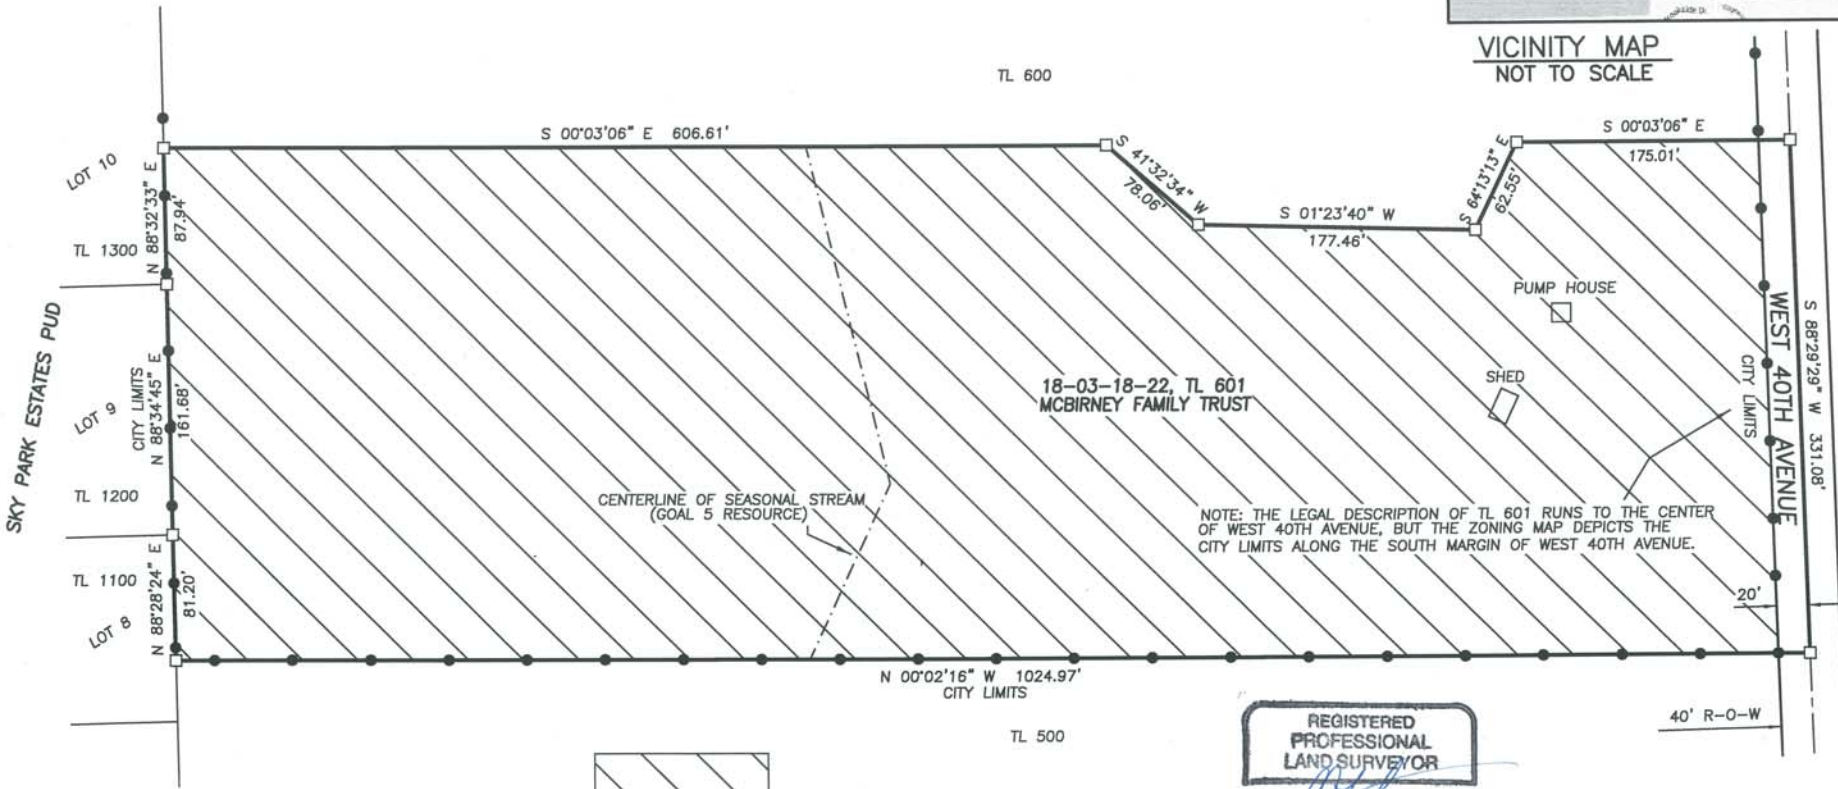 VICINITY MAP
NOT TO SCALE
TL 600
S 00°03'06" E 606.61'
S 41°32'34" W
78.06'
S 01°23'40" W
177.46'
S 64°13'13" E
62.55'
S 00°03'06" E
175.01'
LOT 10
N 88°32'33" E
87.94'
TL 1300
SKY PARK ESTATES PUD
LOT 9
CITY LIMITS
N 88°34'45" E
161.68'
TL 1200
TL 1100
LOT 8
N 88°28'24" E
81.20'
PUMP HOUSE
SHED
18-03-18-22, TL 601
MCBIRNEY FAMILY TRUST
WEST 40TH AVENUE
CITY LIMITS
S 88°29'29" W 331.08'
CENTERLINE OF SEASONAL STREAM
(GOAL 5 RESOURCE)
NOTE: THE LEGAL DESCRIPTION OF TL 601 RUNS TO THE CENTER
OF WEST 40TH AVENUE, BUT THE ZONING MAP DEPICTS THE
CITY LIMITS ALONG THE SOUTH MARGIN OF WEST 40TH AVENUE.
20'
N 00°02'16" W 1024.97'
CITY LIMITS
TL 500
REGISTERED
PROFESSIONAL
LAND SURVEYOR
40' R-O-W